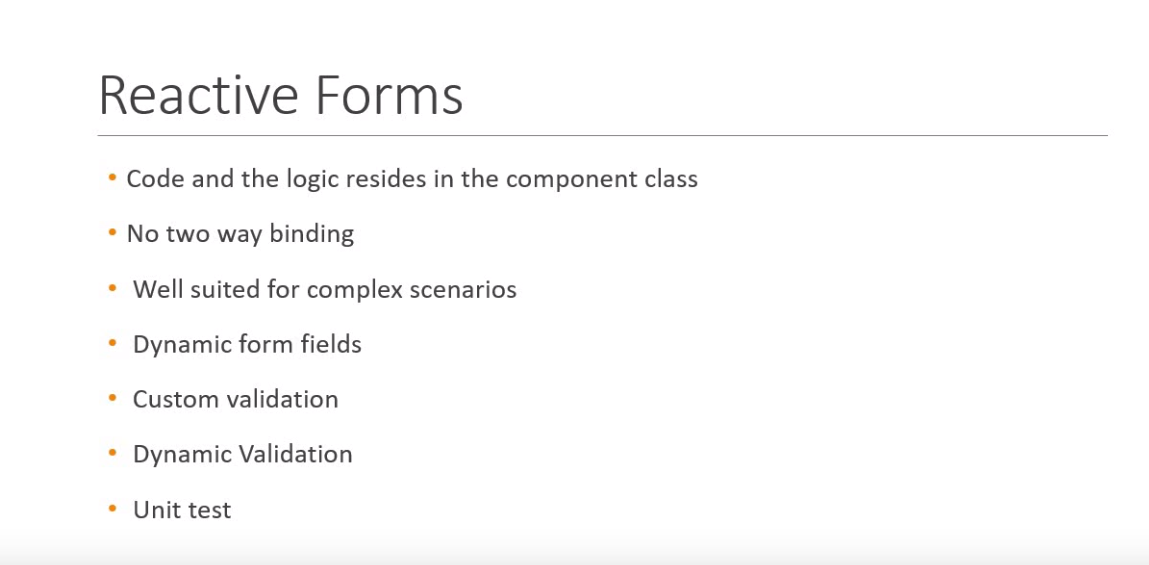 Reactive Forms
• Code and the logic resides in the component class
• No two way binding
• Well suited for complex scenarios
• Dynamic form fields
• Custom validation
• Dynamic Validation
• Unit test